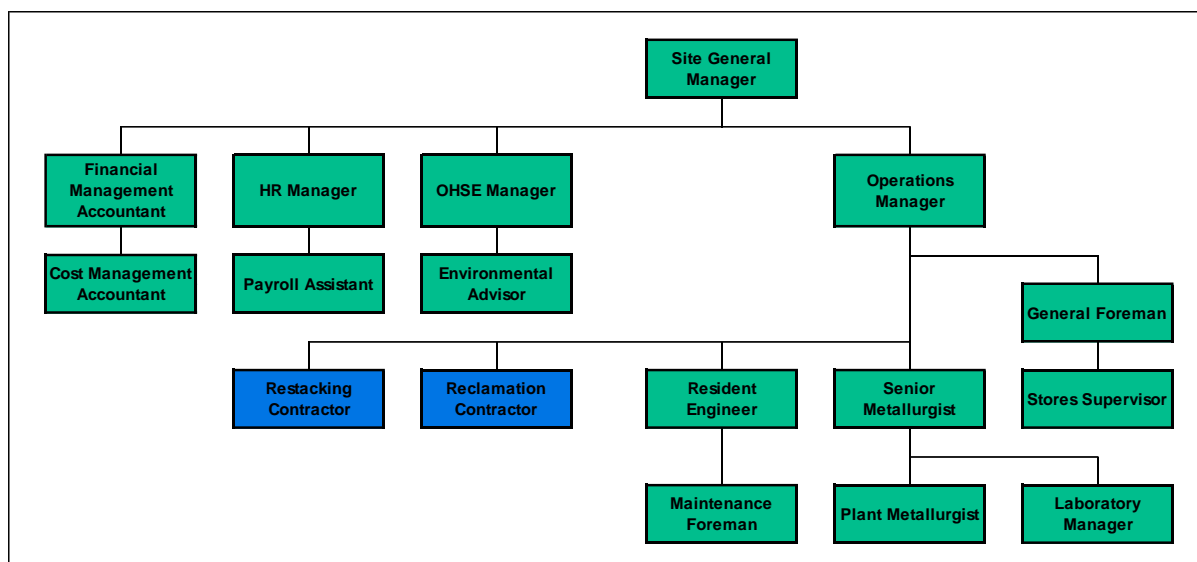 Site General
Manager
Financial
Management
Accountant
HR Manager
OHSE Manager
Operations
Manager
Cost Management
Accountant
Payroll Assistant
Environmental
Advisor
General Foreman
Restacking
Contractor
Reclamation
Contractor
Resident
Engineer
Senior
Metallurgist
Stores Supervisor
Maintenance
Foreman
Plant Metallurgist
Laboratory
Manager